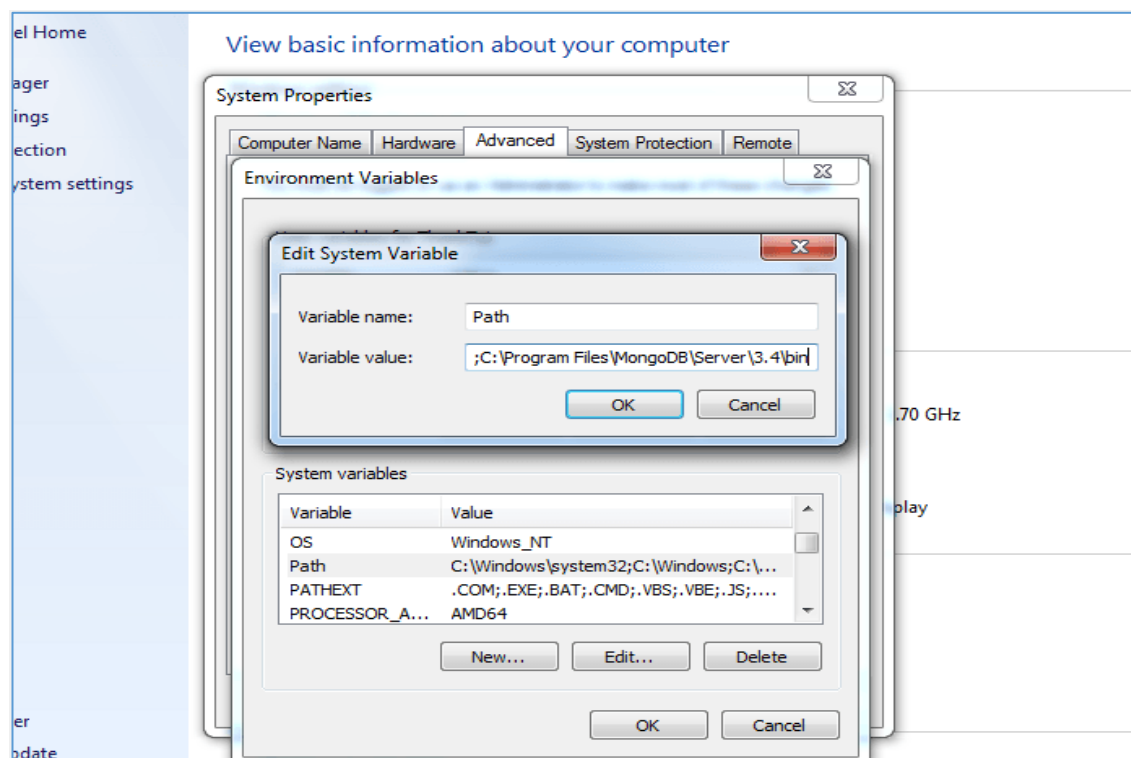 el Home
View basic information about your computer
ager
ings
ection
ystem settings
System Properties
Computer Name Hardware Advanced System Protection Remote
Environment Variables
Edit System Variable
Variable name: Path
Variable value: ;C:\Program Files\MongoDB\Server\3.4\bin
OK Cancel
.70 GHz
System variables
play
Variable Value
OS Windows_NT
Path C:\Windows\system32;C:\Windows;C:\...
PATHEXT .COM;.EXE;.BAT;.CMD;.VBS;.VBE;.JS;....
PROCESSOR_A... AMD64
New... Edit... Delete
OK Cancel
er
pdate